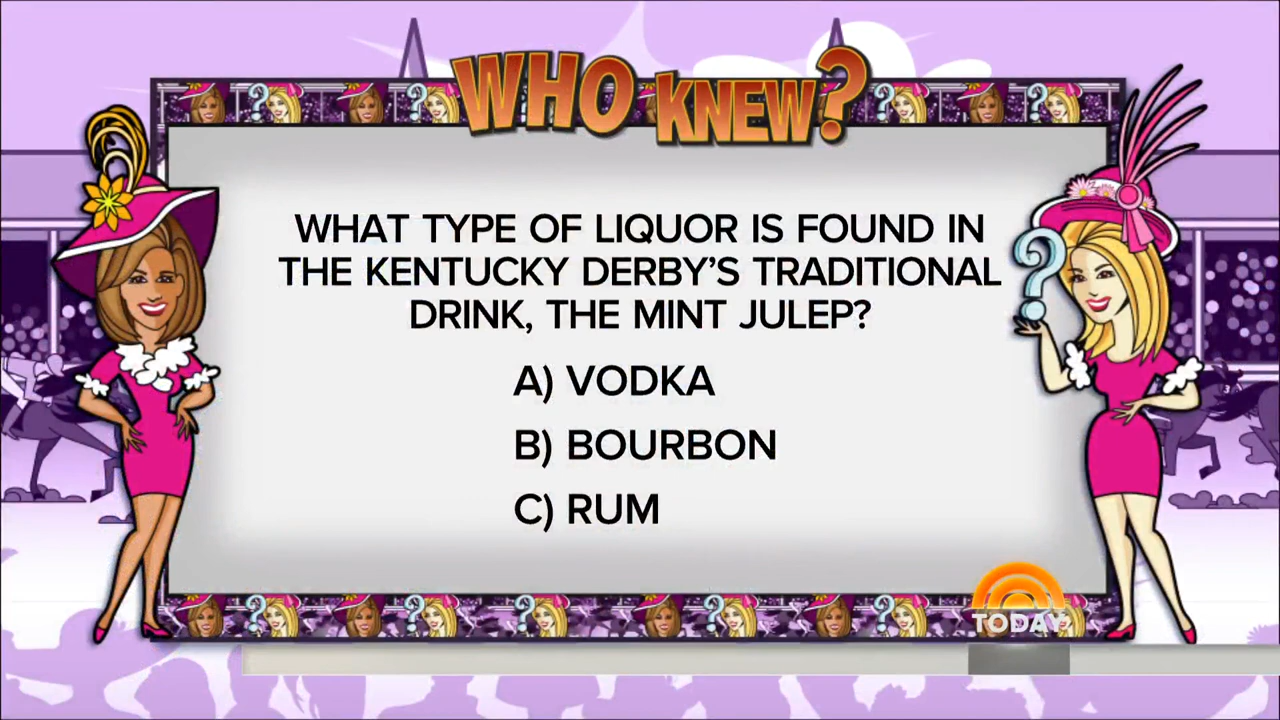 WHO KNEW?
WHAT TYPE OF LIQUOR IS FOUND IN
THE KENTUCKY DERBY'S TRADITIONAL
DRINK, THE MINT JULEP?
A) VODKA
B) BOURBON
C) RUM
TODAY